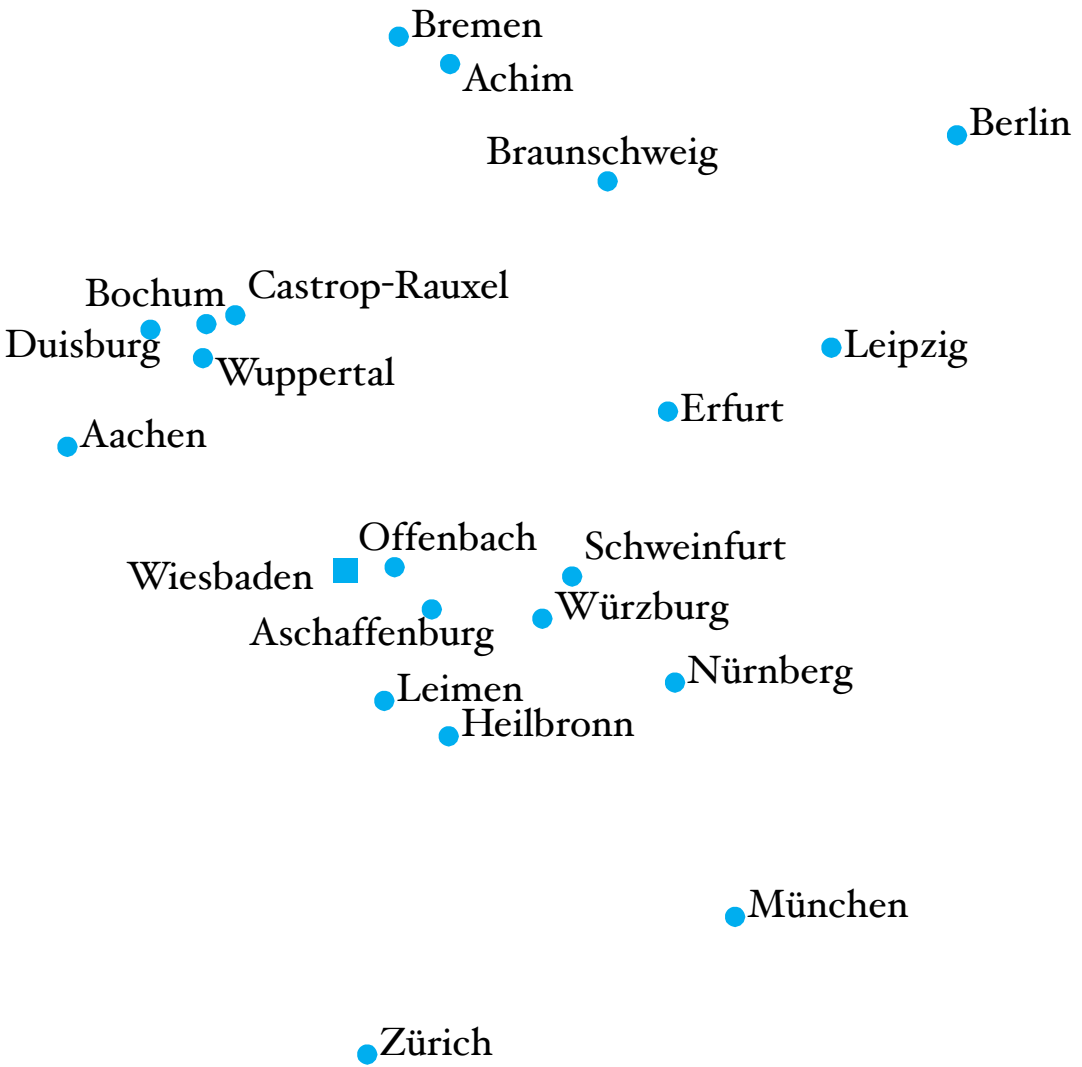 Bremen
Achim
Berlin
Braunschweig
Castrop-Rauxel
Bochum
Duisburg
Leipzig
Wuppertal
Erfurt
Aachen
Offenbach
Schweinfurt
Wiesbaden
Würzburg
Aschaffenburg
Nürnberg
Leimen
Heilbronn
München
Zürich